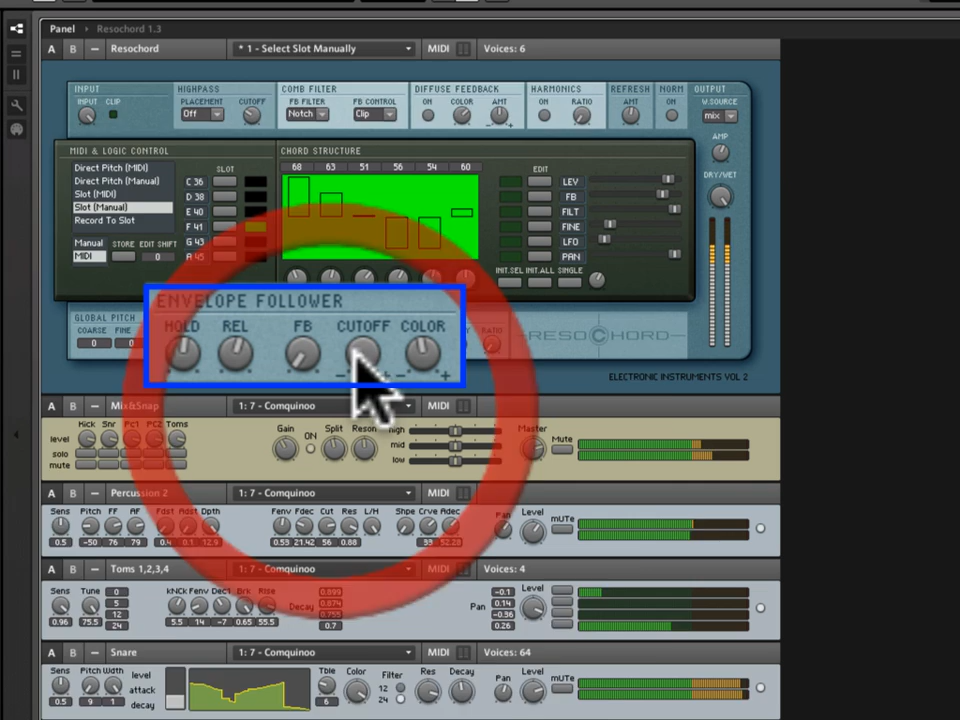 Panel › Resochord 1.3
A B – Resochord * 1 - Select Slot Manually MIDI Voices: 6
INPUT HIGHPASS COMB FILTER DIFFUSE FEEDBACK HARMONICS REFRESH NORM OUTPUT
INPUT CLIP PLACEMENT CUTOFF FB FILTER FB CONTROL ON COLOR AMT ON RATIO AMT ON W.SOURCE
Off Notch Clip - + mix
AMP
MIDI & LOGIC CONTROL CHORD STRUCTURE
Direct Pitch (MIDI) SLOT 68 63 51 56 54 60 EDIT
Direct Pitch (Manual) C 36 LEV
Slot (MIDI) D 38 FB
Slot (Manual) E 40 FILT
Record To Slot F 41 FINE
Manual STORE EDIT SHIFT G 43 LFO
MIDI 0 A 45 PAN
DRY/WET
INIT.SEL INIT.ALL SINGLE
ENVELOPE FOLLOWER
HOLD REL FB CUTOFF COLOR
- + - +
GLOBAL PITCH
COARSE FINE RATIO
0 0
RESOCHORD
ELECTRONIC INSTRUMENTS VOL 2
A B – Mix&Snap 1: 7 - Comquinoo MIDI
Kick Snr Pc1 PC2 Toms Gain ON Split Reson high Master Mute
level mid
solo low
mute
A B – Percussion 2 1: 7 - Comquinoo MIDI
Sens Pitch FF AF Fast Adst Dpth Fenv Fdec Cut Res L/H Shpe Crve Adec Pan Level mUTe
0.5 -50 76 79 0.4 0.1 12.9 0.53 21.42 56 0.88 33 52.28
A B – Toms 1,2,3,4 1: 7 - Comquinoo MIDI Voices: 4
Sens Tune 0 kNCk Fenv Dect Brk Rise 0.899 -0.1 Level
5 Decay 0.874 Pan 0.14
12 0.755 -0.36
0.96 75.5 24 5.5 14 -7 0.65 55.5 0.7 0.26
A B – Snare 1: 7 - Comquinoo MIDI Voices: 64
Sens Pitch Wdth level Tble Color Filter Res Decay Pan Level mUTe
attack 12
0.5 9 1 decay 6 24